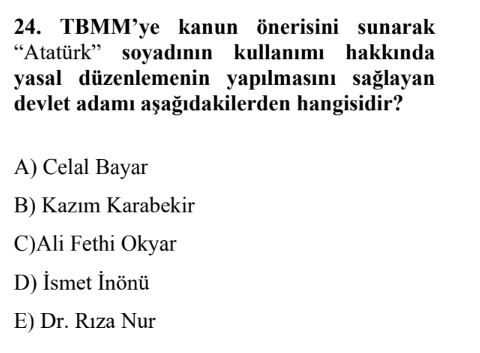 24. TBMM’ye kanun önerisini sunarak
“Atatürk” soyadının kullanımı hakkında
yasal düzenlemenin yapılmasını sağlayan
devlet adamı aşağıdakilerden hangisidir?
A) Celal Bayar
B) Kazım Karabekir
C)Ali Fethi Okyar
D) İsmet İnönü
E) Dr. Rıza Nur